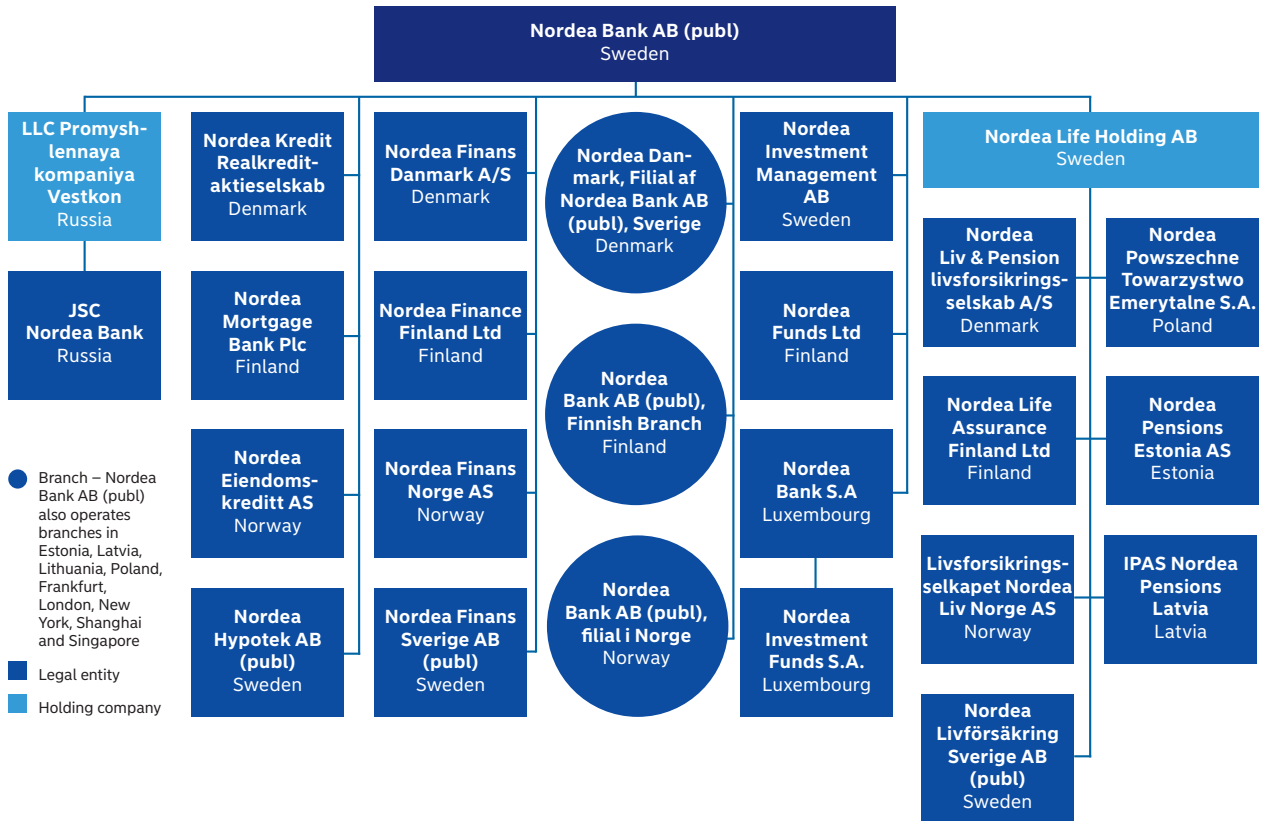 Nordea Bank AB (publ)
Sweden
LLC Promysh-
lennaya
kompaniya
Vestkon
Russia
JSC
Nordea Bank
Russia
Nordea Kredit
Realkredit-
aktieselskab
Denmark
Nordea
Mortgage
Bank Plc
Finland
Nordea
Eiendoms-
kreditt AS
Norway
Nordea
Hypotek AB
(publ)
Sweden
Nordea Finans
Danmark A/S
Denmark
Nordea Finance
Finland Ltd
Finland
Nordea Finans
Norge AS
Norway
Nordea Finans
Sverige AB
(publ)
Sweden
Nordea Dan-
mark, Filial af
Nordea Bank AB
(publ), Sverige
Denmark
Nordea
Bank AB (publ),
Finnish Branch
Finland
Nordea
Bank AB (publ),
filial i Norge
Norway
Nordea
Investment
Management
AB
Sweden
Nordea
Funds Ltd
Finland
Nordea
Bank S.A
Luxembourg
Nordea
Investment
Funds S.A.
Luxembourg
Nordea Life Holding AB
Sweden
Nordea
Liv & Pension
livsforsikrings-
selskab A/S
Denmark
Nordea
Powszechne
Towarzystwo
Emerytalne S.A.
Poland
Nordea Life
Assurance
Finland Ltd
Finland
Nordea
Pensions
Estonia AS
Estonia
Livsforsikrings-
selkapet Nordea
Liv Norge AS
Norway
IPAS Nordea
Pensions
Latvia
Latvia
Nordea
Livförsäkring
Sverige AB
(publ)
Sweden
Branch – Nordea
Bank AB (publ)
also operates
branches in
Estonia, Latvia,
Lithuania, Poland,
Frankfurt,
London, New
York, Shanghai
and Singapore
Legal entity
Holding company